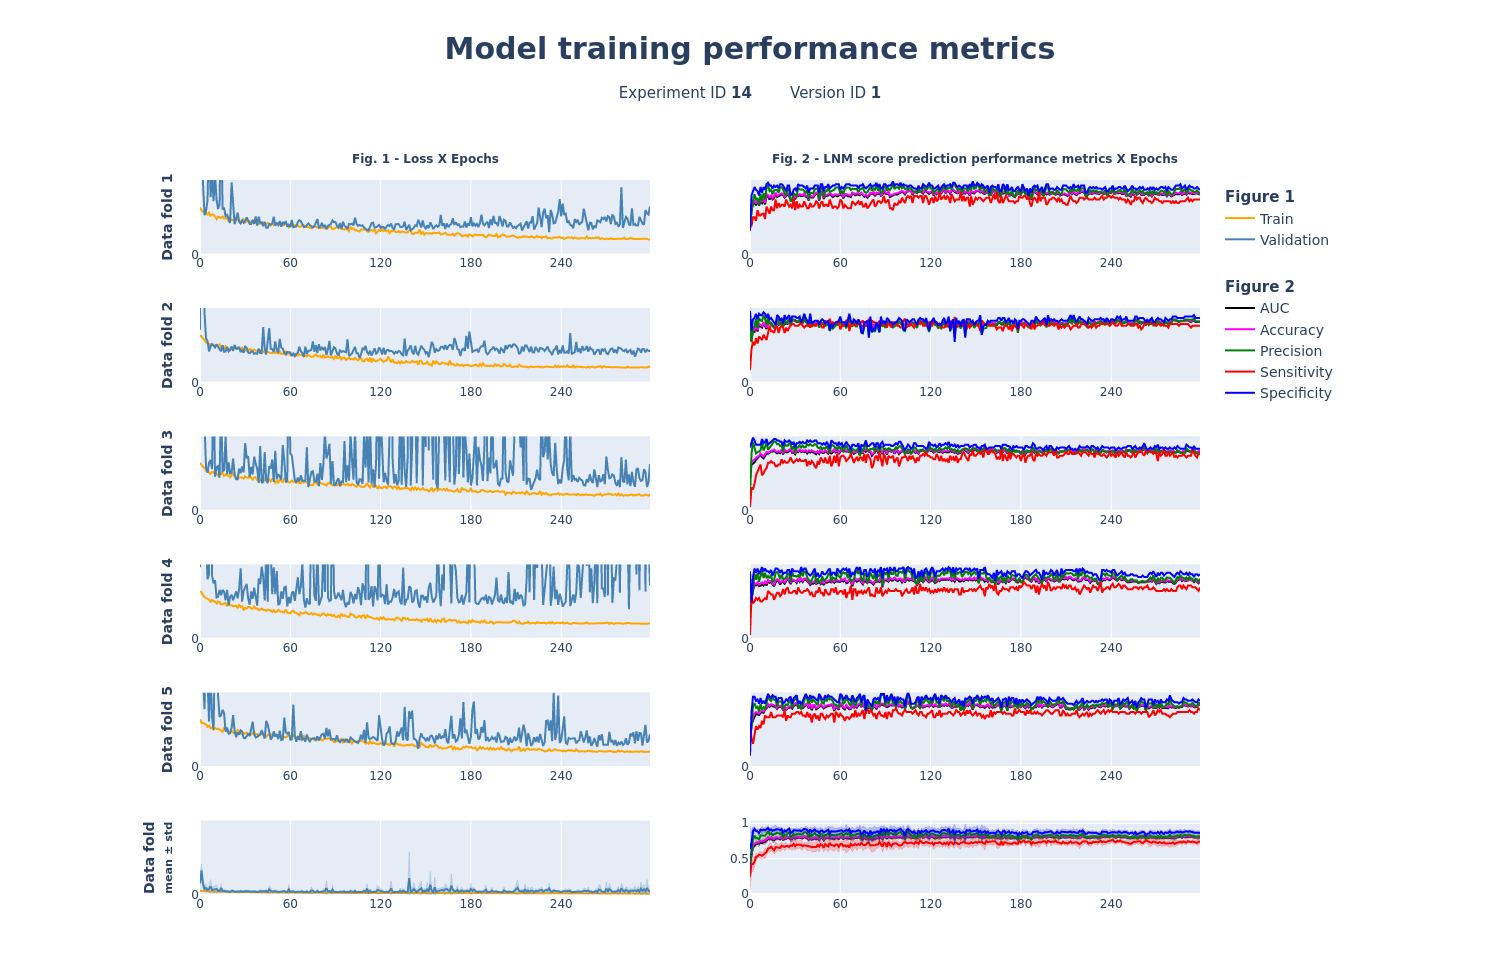 Model training performance metrics
Experiment ID 14 Version ID 1
Fig. 1 - Loss X Epochs
Fig. 2 - LNM score prediction performance metrics X Epochs
Data fold 1
0
0 60 120 180 240
0
0 60 120 180 240
Figure 1
Train
Validation
Figure 2
AUC
Accuracy
Precision
Sensitivity
Specificity
Data fold 2
0
0 60 120 180 240
0
0 60 120 180 240
Data fold 3
0
0 60 120 180 240
0
0 60 120 180 240
Data fold 4
0
0 60 120 180 240
0
0 60 120 180 240
Data fold 5
0
0 60 120 180 240
0
0 60 120 180 240
Data fold
mean ± std
0
0 60 120 180 240
1
0.5
0
0 60 120 180 240